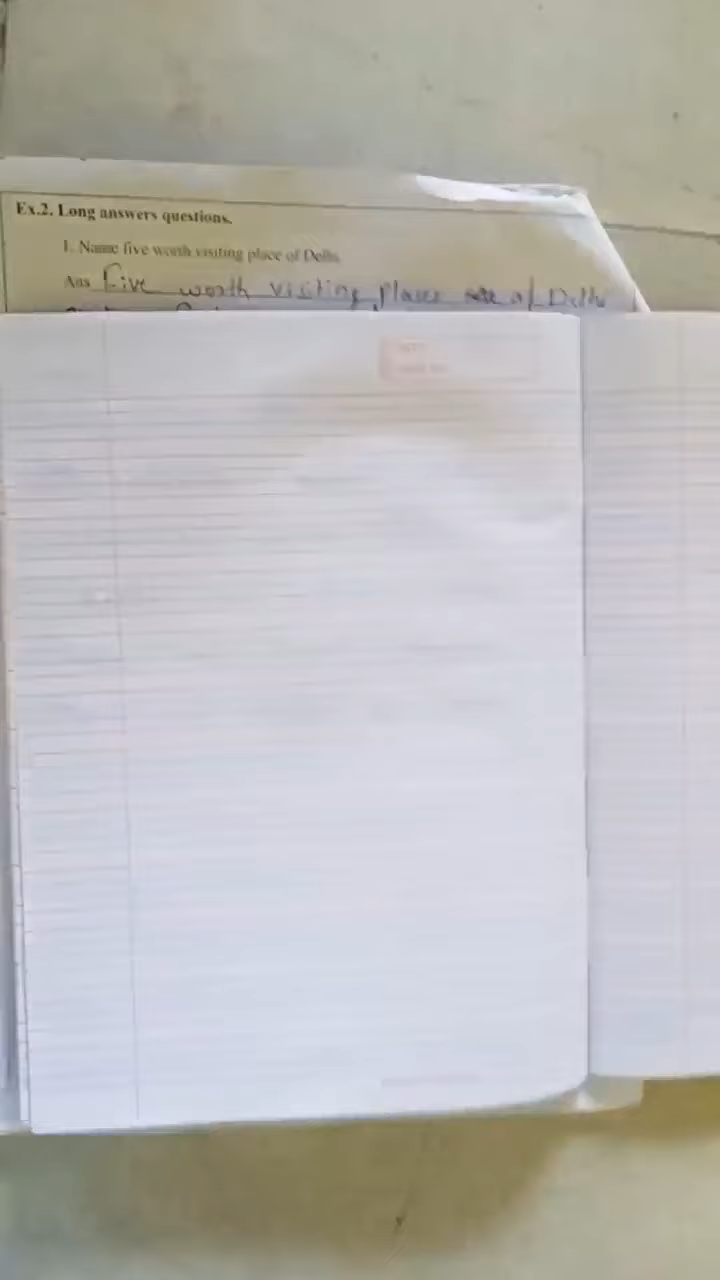 Ex.2. Long answers questions.
1. Name five worth visiting place of Delhi.
Ans Five worth visiting places are of Delhi